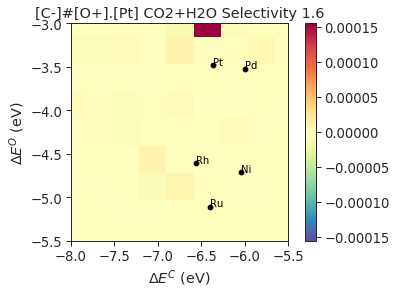 [C-]#[O+].[Pt] CO2+H2O Selectivity 1.6
−3.0
−3.5
−4.0
−4.5
−5.0
−5.5
ΔE^O (eV)
Pt
Pd
Rh
Ni
Ru
−8.0 −7.5 −7.0 −6.5 −6.0 −5.5
ΔE^C (eV)
0.00015
0.00010
0.00005
0.00000
−0.00005
−0.00010
−0.00015